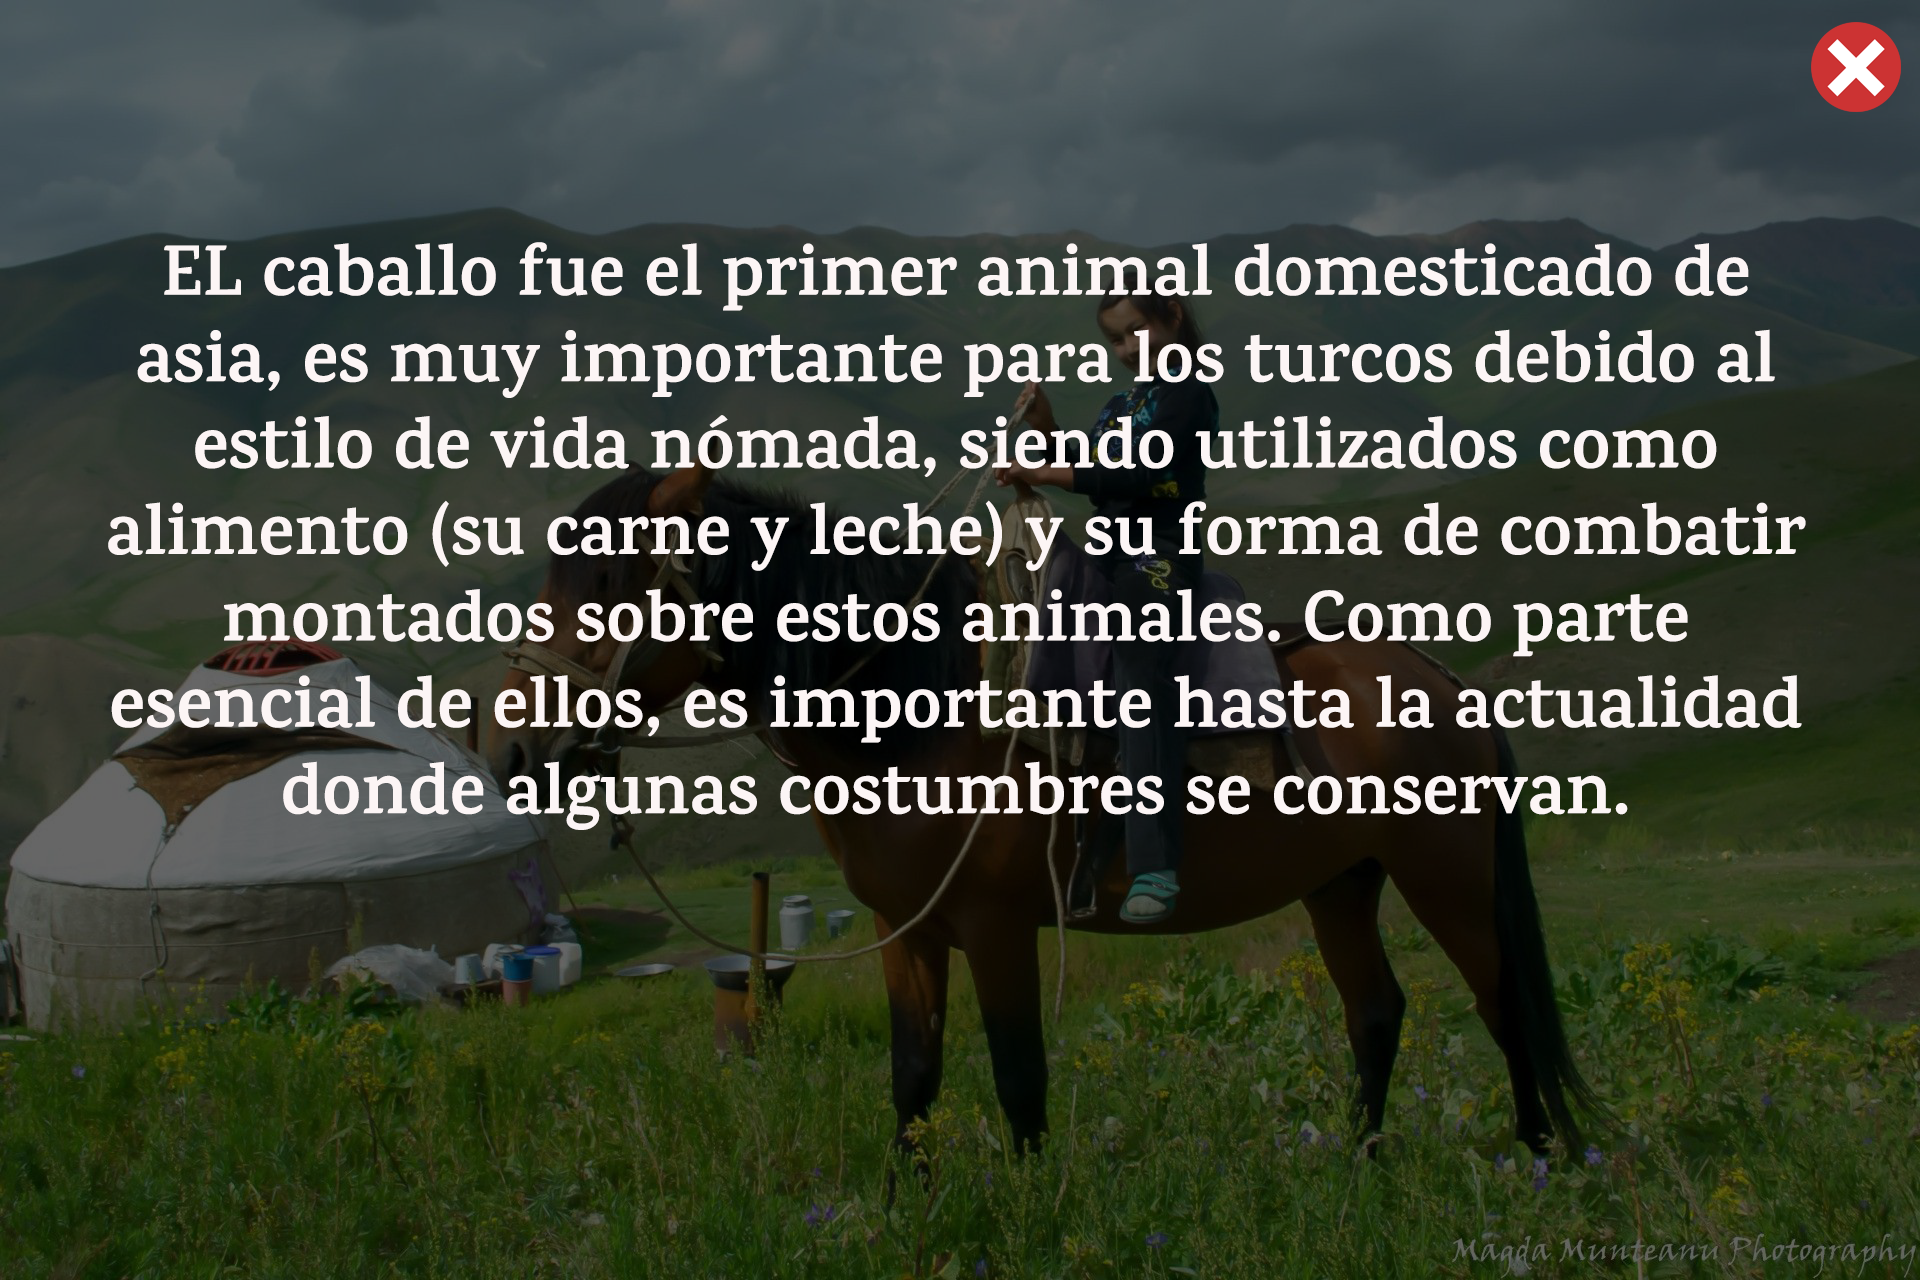 EL caballo fue el primer animal domesticado de
asia, es muy importante para los turcos debido al
estilo de vida nómada, siendo utilizados como
alimento (su carne y leche) y su forma de combatir
montados sobre estos animales. Como parte
esencial de ellos, es importante hasta la actualidad
donde algunas costumbres se conservan.
Magda Munteanu Photography